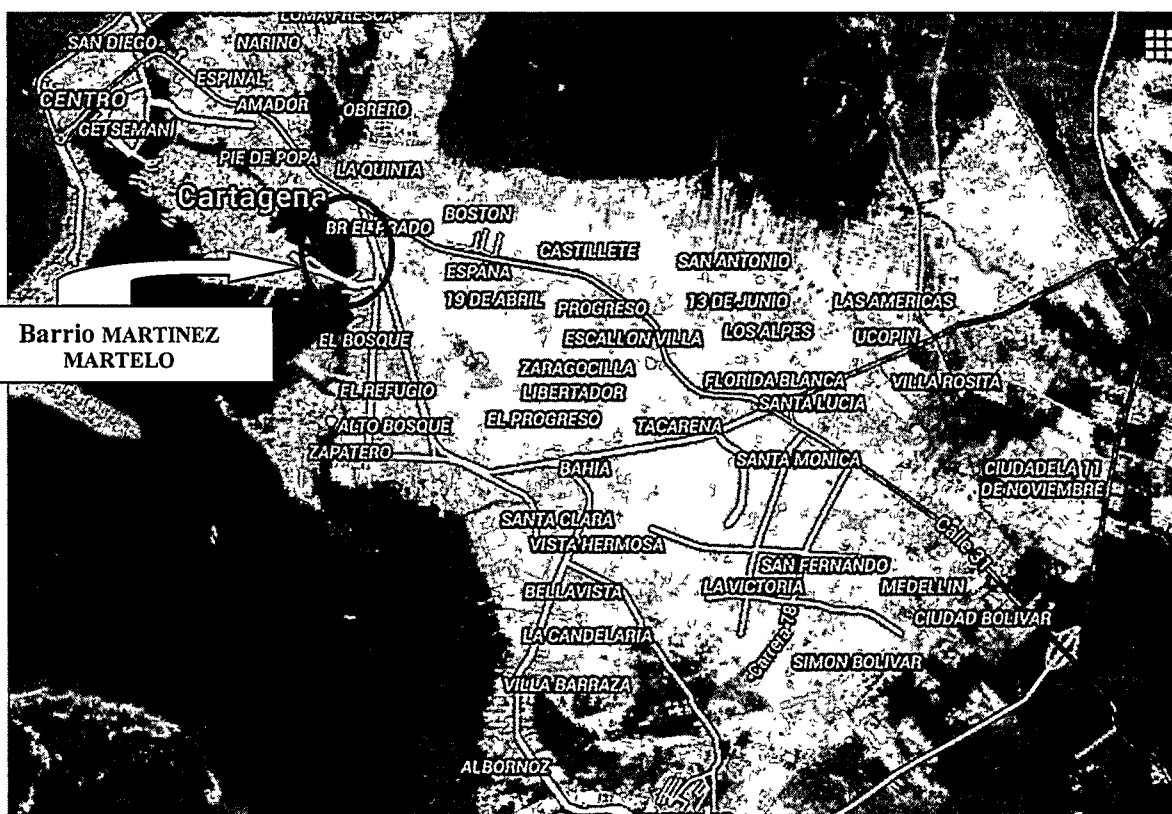 LOMA FRESCA
SAN DIEGO
NARINO
ESPINAL
CENTRO
AMADOR
OBRERO
GETSEMANÍ
PIE DE POPA
LA QUINTA
Cartagena
BOSTON
BR EL PRADO
CASTILLETE
SAN ANTONIO
ESPAÑA
19 DE ABRIL
PROGRESO
13 DE JUNIO
LAS AMERICAS
Barrio MARTINEZ
MARTELO
EL BOSQUE
ESCALLON VILLA
LOS ALPES
UCOPIN
ZARAGOCILLA
LIBERTADOR
FLORIDA BLANCA
VILLA ROSITA
EL REFUGIO
SANTA LUCIA
EL PROGRESO
ALTO BOSQUE
TACARENA
ZAPATERO
BAHIA
SANTA MONICA
CIUDADELA 11
DE NOVIEMBRE
SANTA CLARA
VISTA HERMOSA
Calle 31
SAN FERNANDO
BELLAVISTA
LA VICTORIA
MEDELLIN
CIUDAD BOLIVAR
LA CANDELARIA
Carrera 78
SIMON BOLIVAR
VILLA BARRAZA
ALBORNOZ